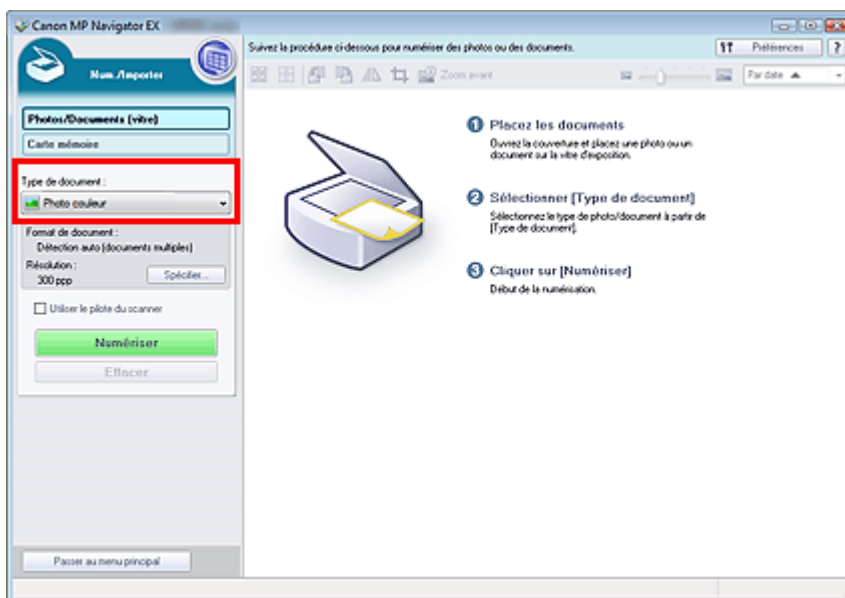 Canon MP Navigator EX
Num./Importer
Suivez la procédure ci-dessous pour numériser des photos ou des documents.
Préférences
?
Zoom avant
Par date
Photos/Documents (vitre)
Carte mémoire
Type de document :
Photo couleur
Format de document :
Détection auto (documents multiples)
Résolution :
300 ppp
Spécifier...
Utiliser le pilote du scanner
Numériser
Effacer
Passer au menu principal
1 Placez les documents
Ouvrez la couverture et placez une photo ou un
document sur la vitre d'exposition.
2 Sélectionner [Type de document]
Sélectionnez le type de photo/document à partir de
[Type de document].
3 Cliquer sur [Numériser]
Début de la numérisation.